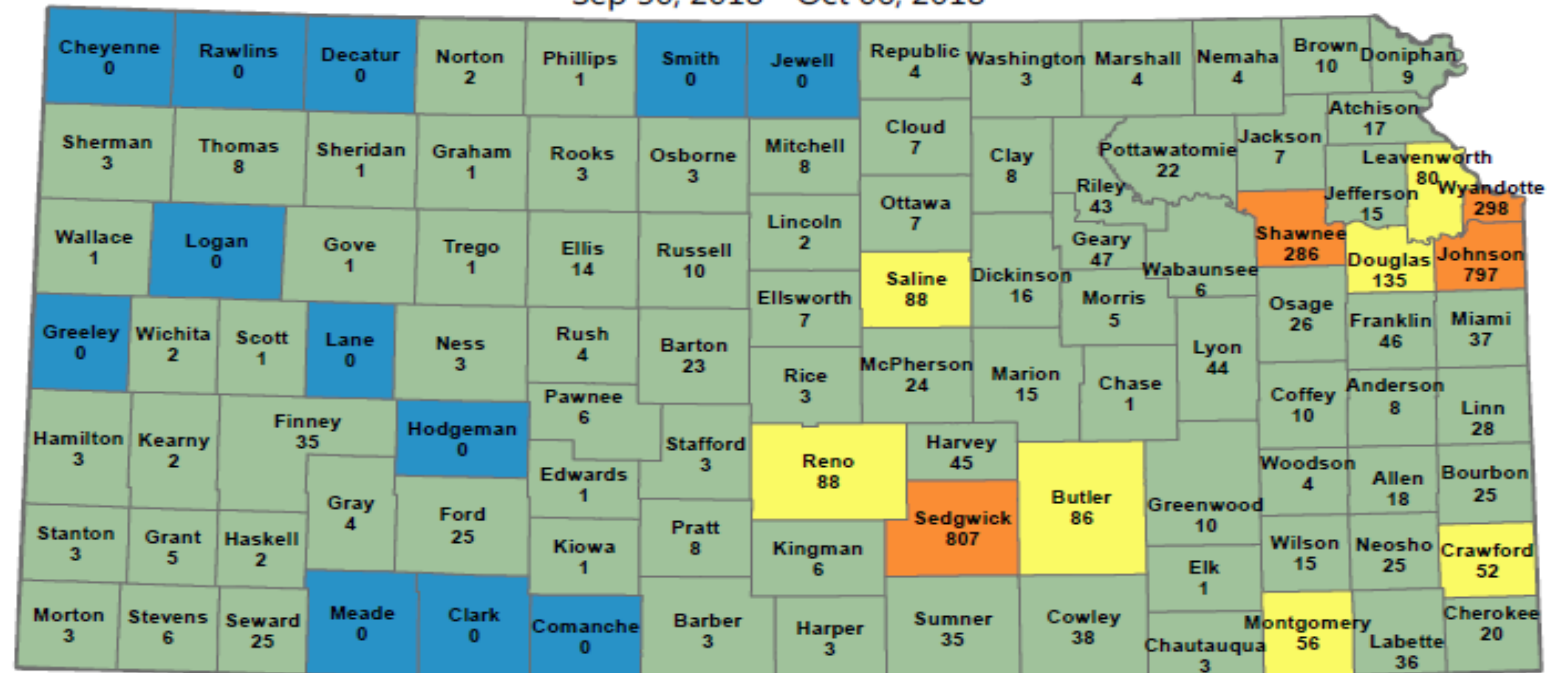 Sep 30, 2018 - Oct 06, 2018
Cheyenne
0
Rawlins
0
Decatur
0
Norton
2
Phillips
1
Smith
0
Jewell
0
Republic
4
Washington
3
Marshall
4
Nemaha
4
Brown
10
Doniphan
9
Atchison
17
Sherman
3
Thomas
8
Sheridan
1
Graham
1
Rooks
3
Osborne
3
Mitchell
8
Cloud
7
Clay
8
Riley
43
Pottawatomie
22
Jackson
7
Leavenworth
80
Jefferson
15
Wyandotte
298
Wallace
1
Logan
0
Gove
1
Trego
1
Ellis
14
Russell
10
Lincoln
2
Ottawa
7
Saline
88
Dickinson
16
Geary
47
Wabaunsee
6
Shawnee
286
Douglas
135
Johnson
797
Greeley
0
Wichita
2
Scott
1
Lane
0
Ness
3
Rush
4
Barton
23
Ellsworth
7
Rice
3
McPherson
24
Marion
15
Morris
5
Chase
1
Lyon
44
Osage
26
Franklin
46
Miami
37
Coffey
10
Anderson
8
Linn
28
Hamilton
3
Kearny
2
Finney
35
Hodgeman
0
Pawnee
6
Stafford
3
Edwards
1
Reno
88
Harvey
45
Butler
86
Greenwood
10
Woodson
4
Allen
18
Bourbon
25
Stanton
3
Grant
5
Haskell
2
Gray
4
Ford
25
Kiowa
1
Pratt
8
Kingman
6
Sedgwick
807
Elk
1
Wilson
15
Neosho
25
Crawford
52
Morton
3
Stevens
6
Seward
25
Meade
0
Clark
0
Comanche
0
Barber
3
Harper
3
Sumner
35
Cowley
38
Chautauqua
3
Montgomery
56
Labette
36
Cherokee
20